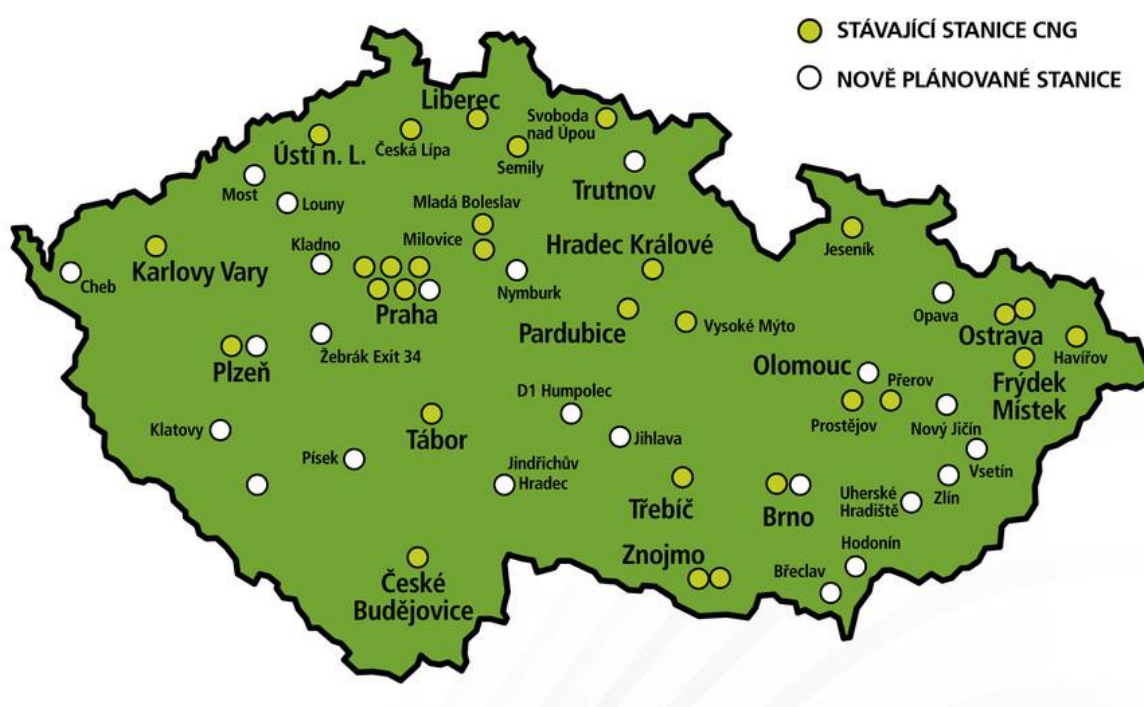 STÁVAJÍCÍ STANICE CNG
NOVĚ PLÁNOVANÉ STANICE
Liberec
Svoboda
nad Úpou
Ústí n. L.
Česká Lípa
Semily
Most
Louny
Trutnov
Mladá Boleslav
Milovice
Hradec Králové
Jeseník
Kladno
Karlovy Vary
Cheb
Nymburk
Opava
Praha
Pardubice
Vysoké Mýto
Ostrava
Havířov
Žebrák Exit 34
Plzeň
Olomouc
Přerov
Frýdek
Místek
D1 Humpolec
Prostějov
Nový Jičín
Klatovy
Tábor
Jihlava
Vsetín
Písek
Jindřichův
Hradec
Zlín
Třebíč
Brno
Uherské
Hradiště
Hodonín
Znojmo
Břeclav
České
Budějovice